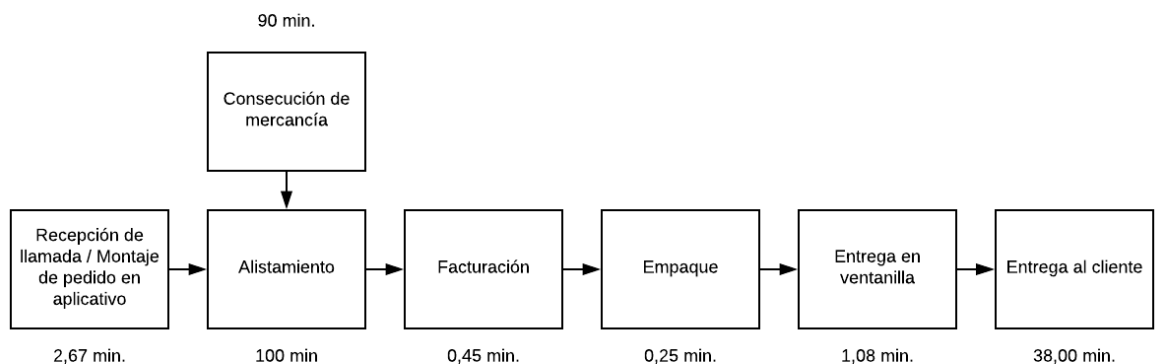 90 min.
Consecución de
mercancía
Recepción de
llamada / Montaje
de pedido en
aplicativo
Alistamiento
Facturación
Empaque
Entrega en
ventanilla
Entrega al cliente
2,67 min.
100 min
0,45 min.
0,25 min.
1,08 min.
38,00 min.